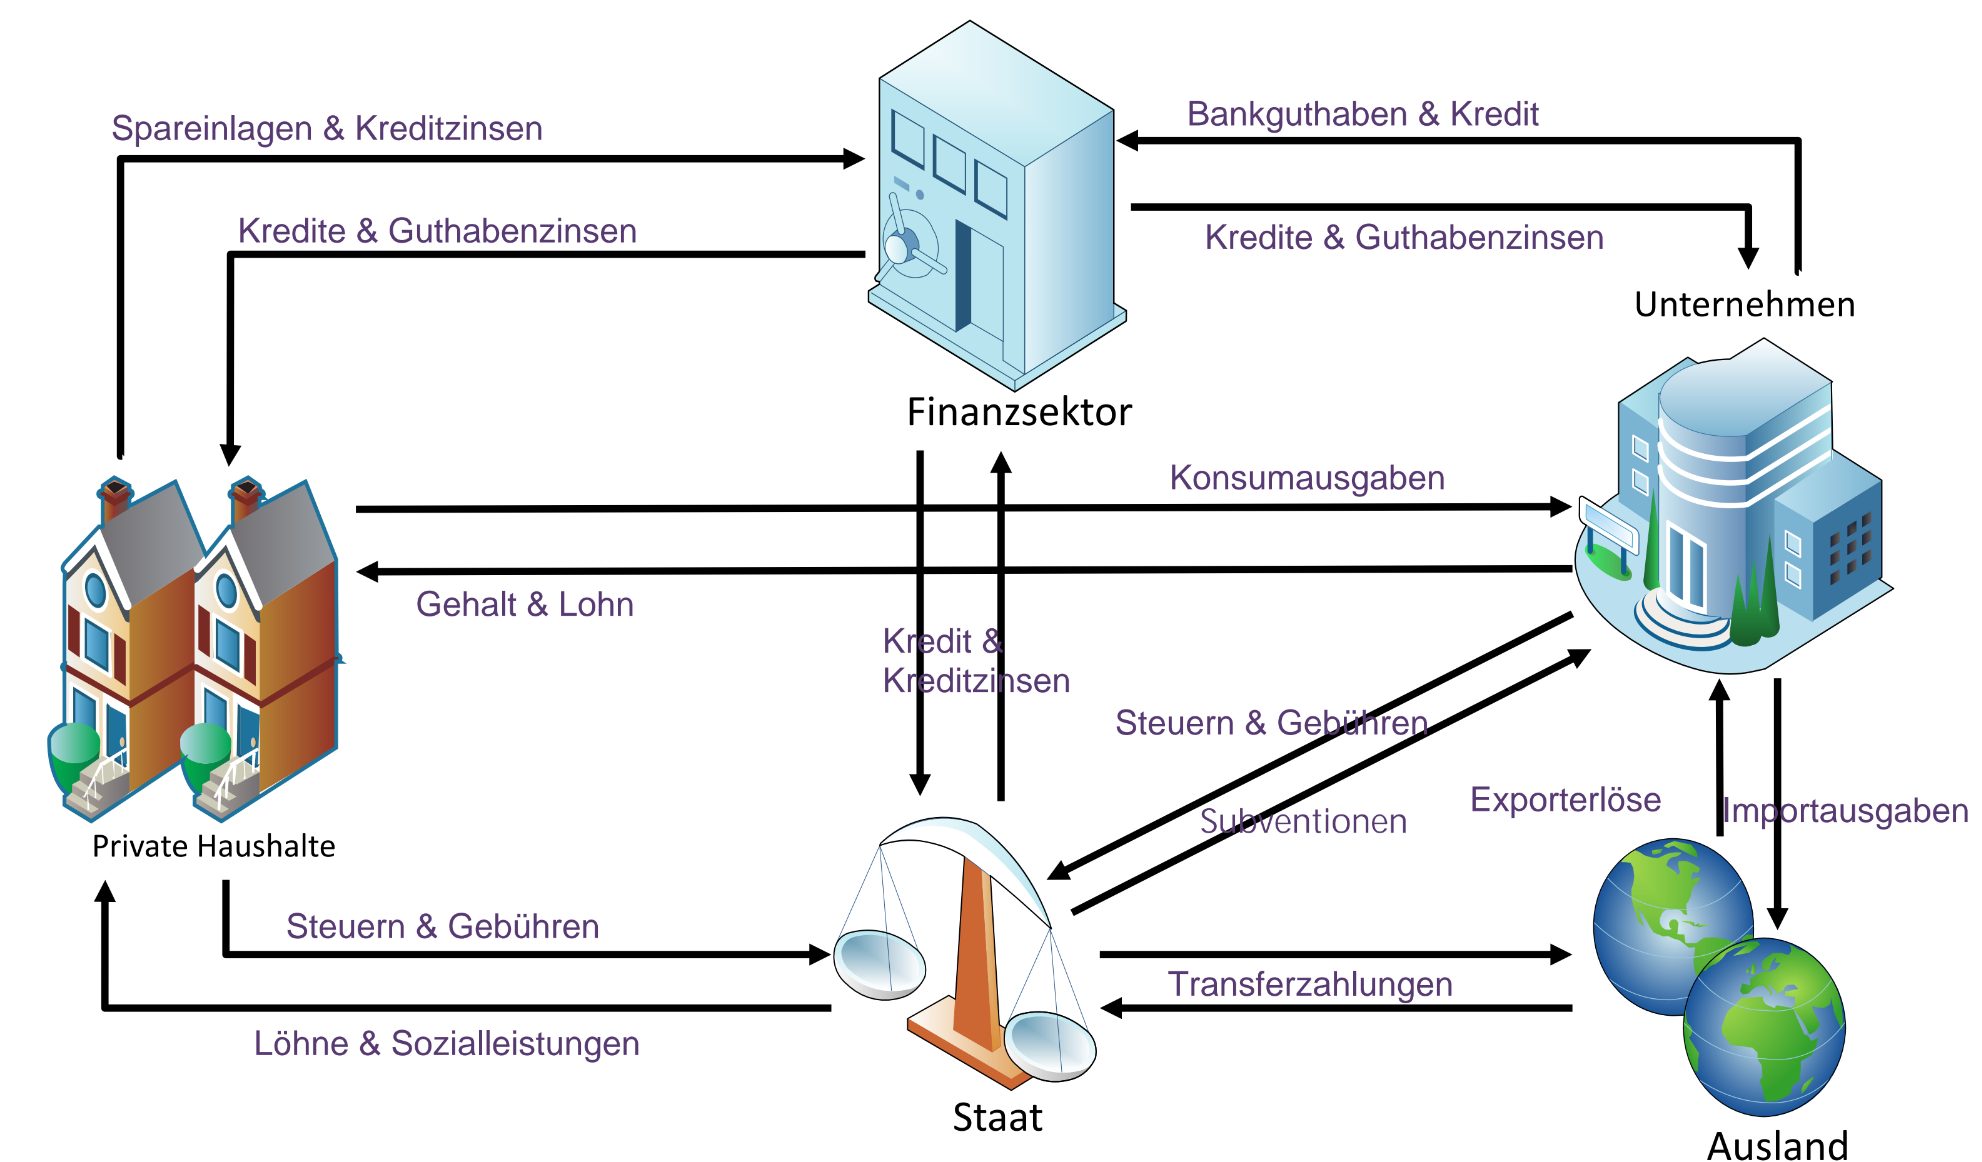 Bankguthaben & Kredit
Spareinlagen & Kreditzinsen
Kredite & Guthabenzinsen
Kredite & Guthabenzinsen
Unternehmen
Finanzsektor
Konsumausgaben
Gehalt & Lohn
Kredit &
Kreditzinsen
Steuern & Gebühren
Exporterlöse
Importausgaben
Subventionen
Private Haushalte
Steuern & Gebühren
Transferzahlungen
Löhne & Sozialleistungen
Staat
Ausland